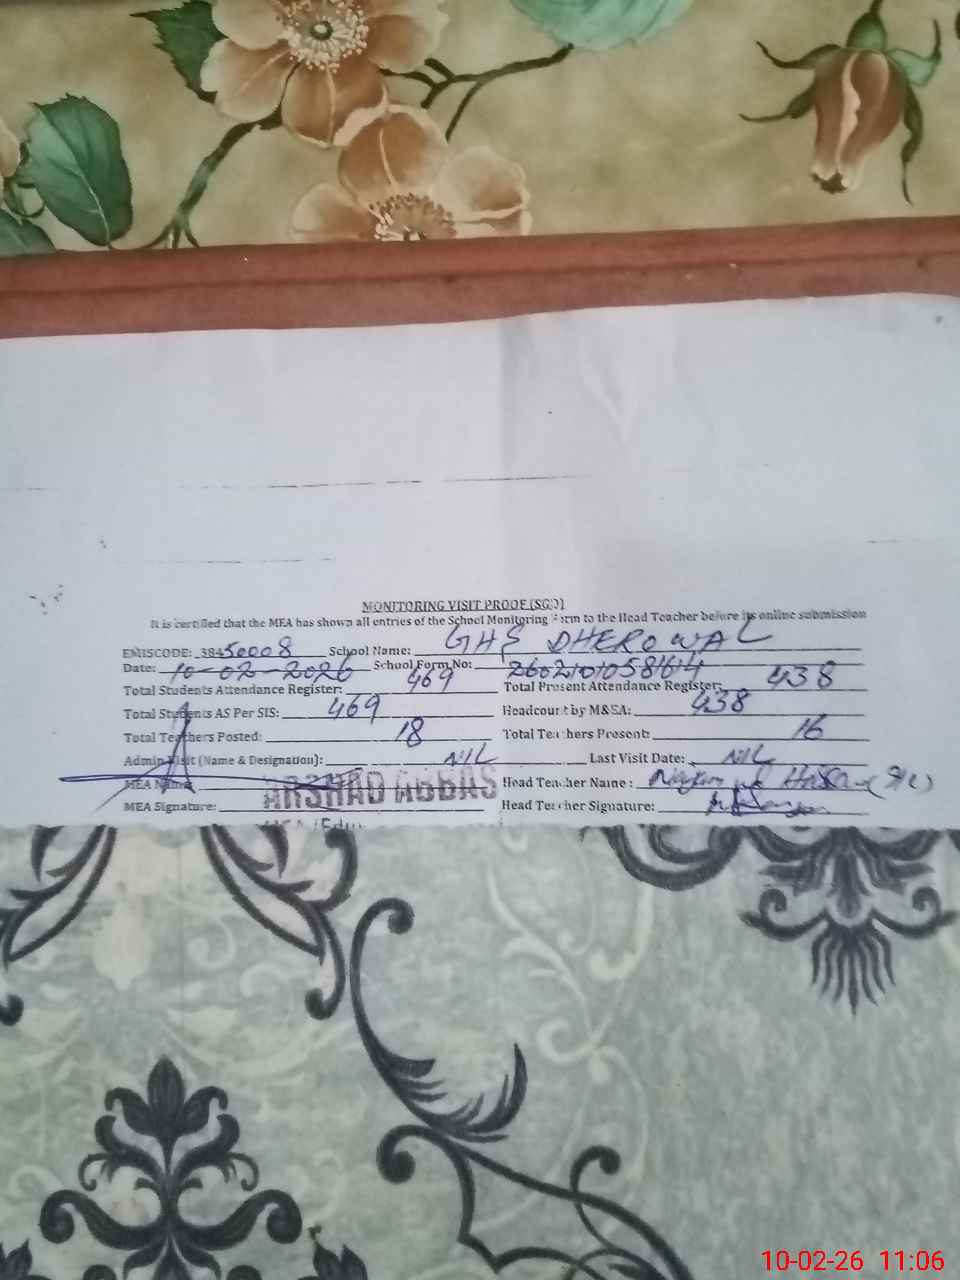 MONITORING VISIT PROOF (SGD)
It is certified that the MEA has shown all entries of the School Monitoring Form to the Head Teacher before its online submission
EMISCODE: 38450008 School Name: GHS DHEROWAL
Date: 10-02-2026 School Form No:
Total Students Attendance Register: 469 Total Present Attendance Register: 438
Total Students AS Per SIS: 469 Headcount by M&EA: 438
Total Teachers Posted: 18 Total Teachers Present: 16
Admin Visit (Name & Designation): NIL Last Visit Date: NIL
MEA Name: ARSHAD ABBAS Head Teacher Name: Hassan
MEA Signature: Head Teacher Signature:
10-02-26 11:06